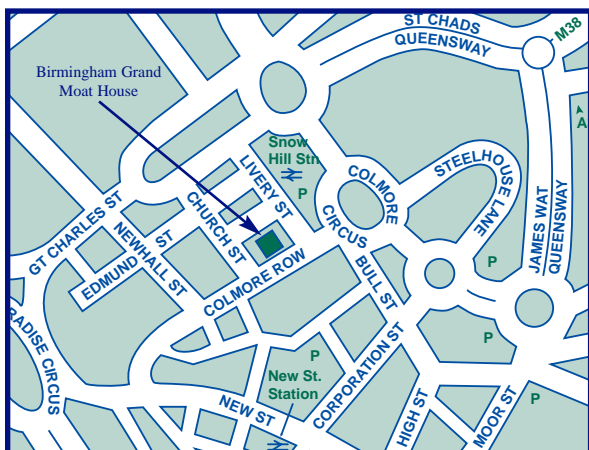 ST CHADS
QUEENSWAY
M38
Birmingham Grand
Moat House
A
Snow
Hill Stn
P
LIVERY ST
COLMORE
CIRCUS
STEELHOUSE LANE
JAMES WAT
QUEENSWAY
GT CHARLES ST
CHURCH ST
NEWHALL ST
EDMUND ST
COLMORE ROW
BULL ST
P
RADISE CIRCUS
P
P
New St.
Station
CORPORATION ST
NEW ST
HIGH ST
MOOR ST
P